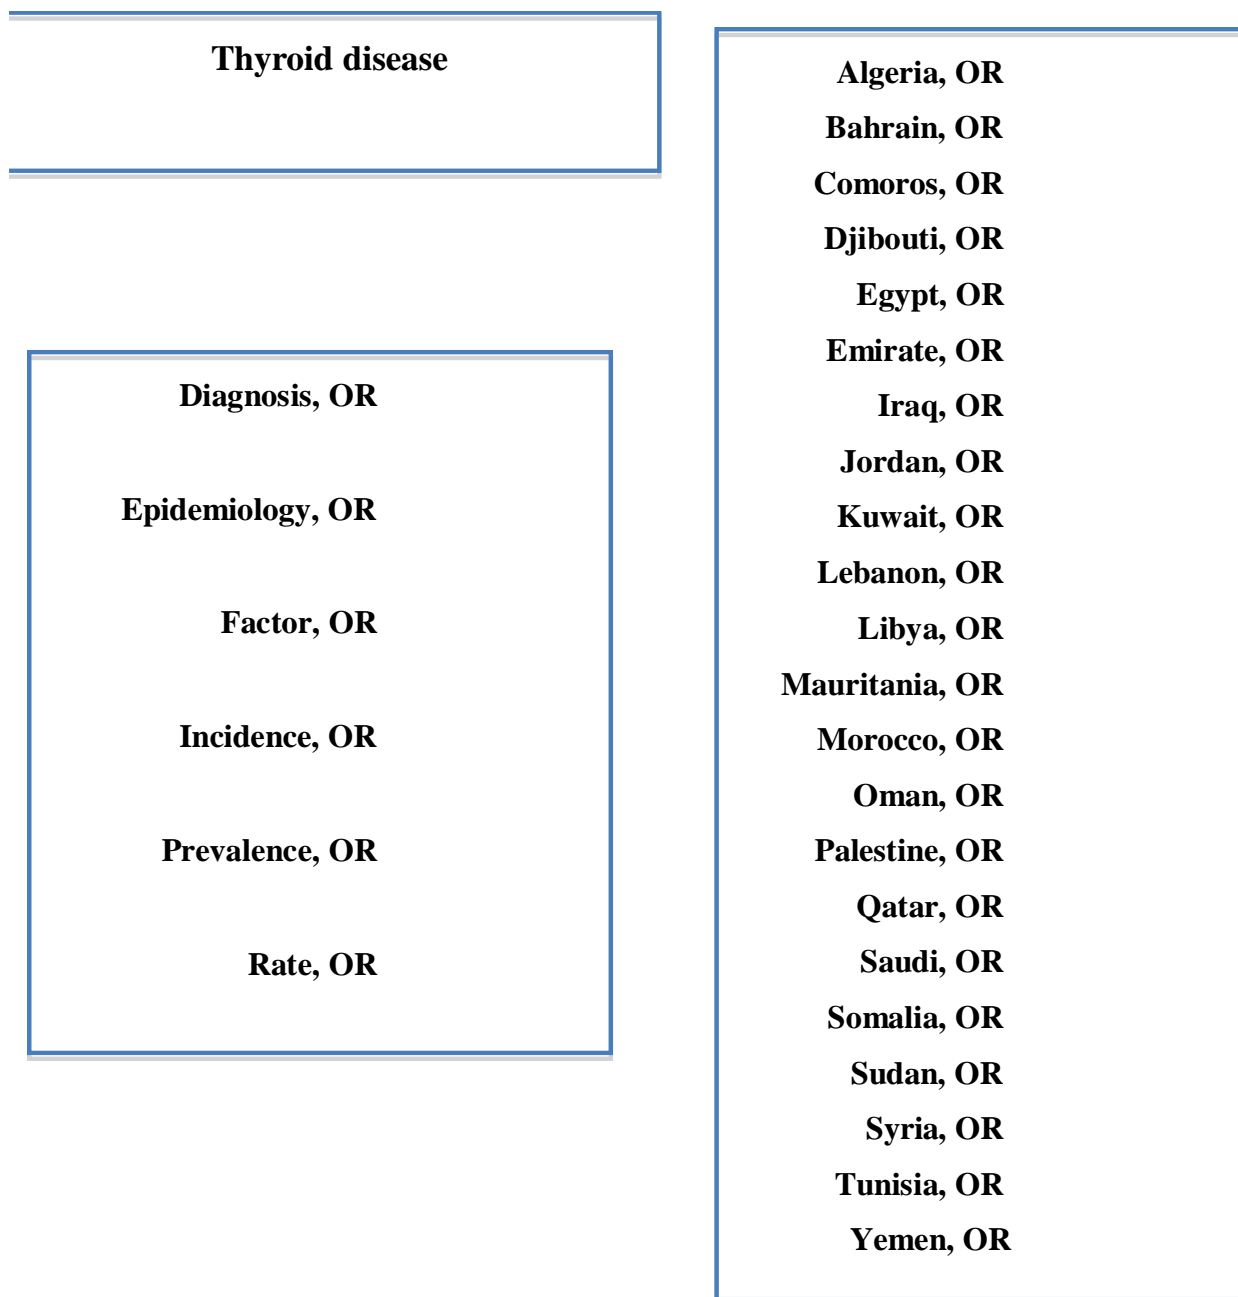 Thyroid disease
Diagnosis, OR
Epidemiology, OR
Factor, OR
Incidence, OR
Prevalence, OR
Rate, OR
Algeria, OR
Bahrain, OR
Comoros, OR
Djibouti, OR
Egypt, OR
Emirate, OR
Iraq, OR
Jordan, OR
Kuwait, OR
Lebanon, OR
Libya, OR
Mauritania, OR
Morocco, OR
Oman, OR
Palestine, OR
Qatar, OR
Saudi, OR
Somalia, OR
Sudan, OR
Syria, OR
Tunisia, OR
Yemen, OR